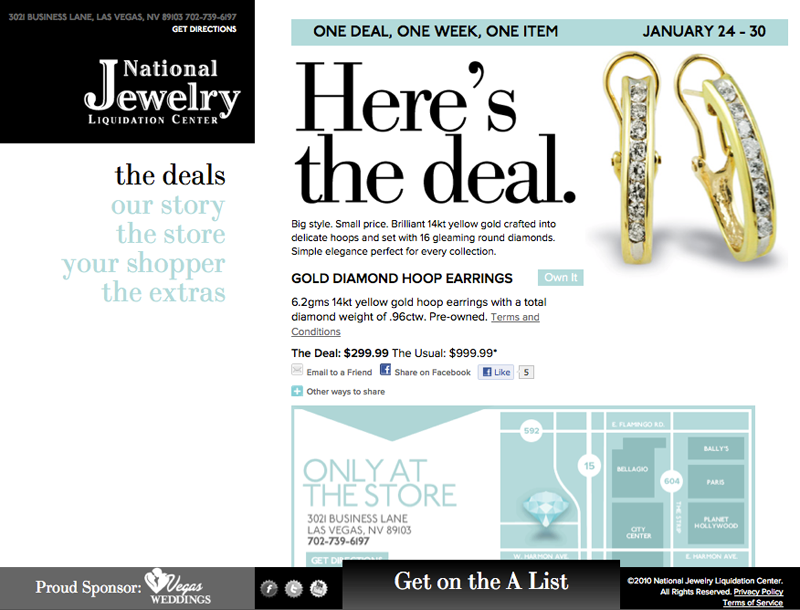 3021 BUSINESS LANE, LAS VEGAS, NV 89103 702-739-6197
GET DIRECTIONS
National
Jewelry
LIQUIDATION CENTER
the deals
our story
the store
your shopper
the extras
ONE DEAL, ONE WEEK, ONE ITEM
JANUARY 24 - 30
Here's
the deal.
Big style. Small price. Brilliant 14kt yellow gold crafted into
delicate hoops and set with 16 gleaming round diamonds.
Simple elegance perfect for every collection.
GOLD DIAMOND HOOP EARRINGS
Own It
6.2gms 14kt yellow gold hoop earrings with a total
diamond weight of .96ctw. Pre-owned. Terms and
Conditions
The Deal: $299.99 The Usual: $999.99*
Email to a Friend
Share on Facebook
Like
5
Other ways to share
ONLY AT
THE STORE
3021 BUSINESS LANE
LAS VEGAS, NV 89103
702-739-6197
GET DIRECTIONS
592
E. FLAMINGO RD.
15
BELLAGIO
604
BALLY'S
PARIS
THE STRIP
CITY
CENTER
PLANET
HOLLYWOOD
W. HARMON AVE.
E. HARMON AVE.
Proud Sponsor:
Vegas
WEDDINGS
Get on the A List
©2010 National Jewelry Liquidation Center.
All Rights Reserved. Privacy Policy
Terms of Service